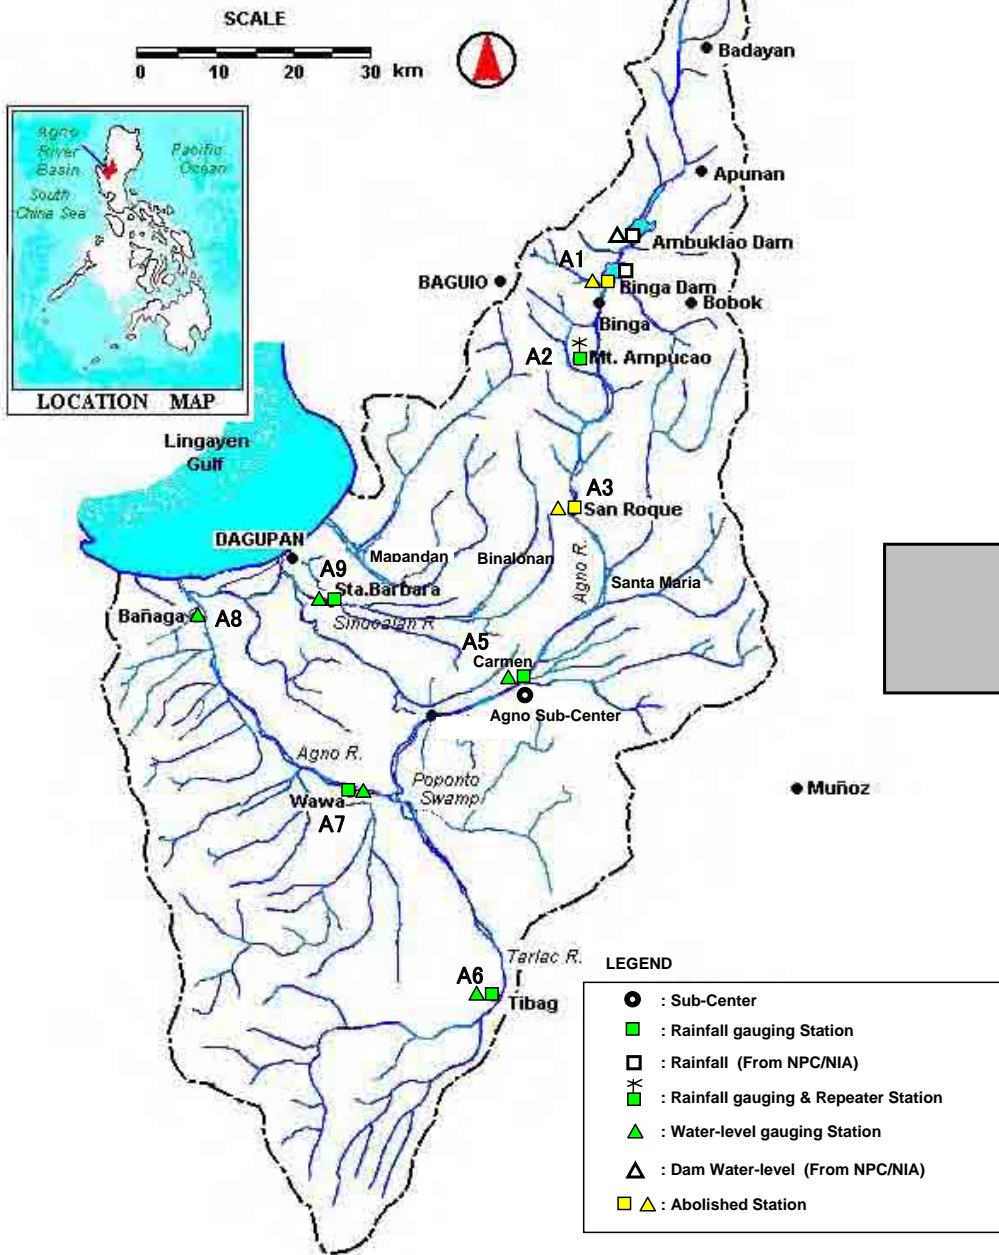 SCALE
0 10 20 30 km
Badayan
Agno
River
Basin
Pacific
Ocean
South
China Sea
LOCATION MAP
Apunan
Ambuklao Dam
A1
BAGUIO
Binga Dam
Bobok
Binga
A2
Mt. Ampucao
Lingayen
Gulf
A3
San Roque
DAGUPAN
Mapandan
Binalonan
Agno R.
Santa Maria
A9
Sta.Barbara
Bañaga
A8
Sinocalan R
A5
Carmen
Agno Sub-Center
Agno R.
Poponto
Swamp
Muñoz
Wawa
A7
Tarlac R.
A6
Tibag
LEGEND
: Sub-Center
: Rainfall gauging Station
: Rainfall (From NPC/NIA)
: Rainfall gauging & Repeater Station
: Water-level gauging Station
: Dam Water-level (From NPC/NIA)
: Abolished Station